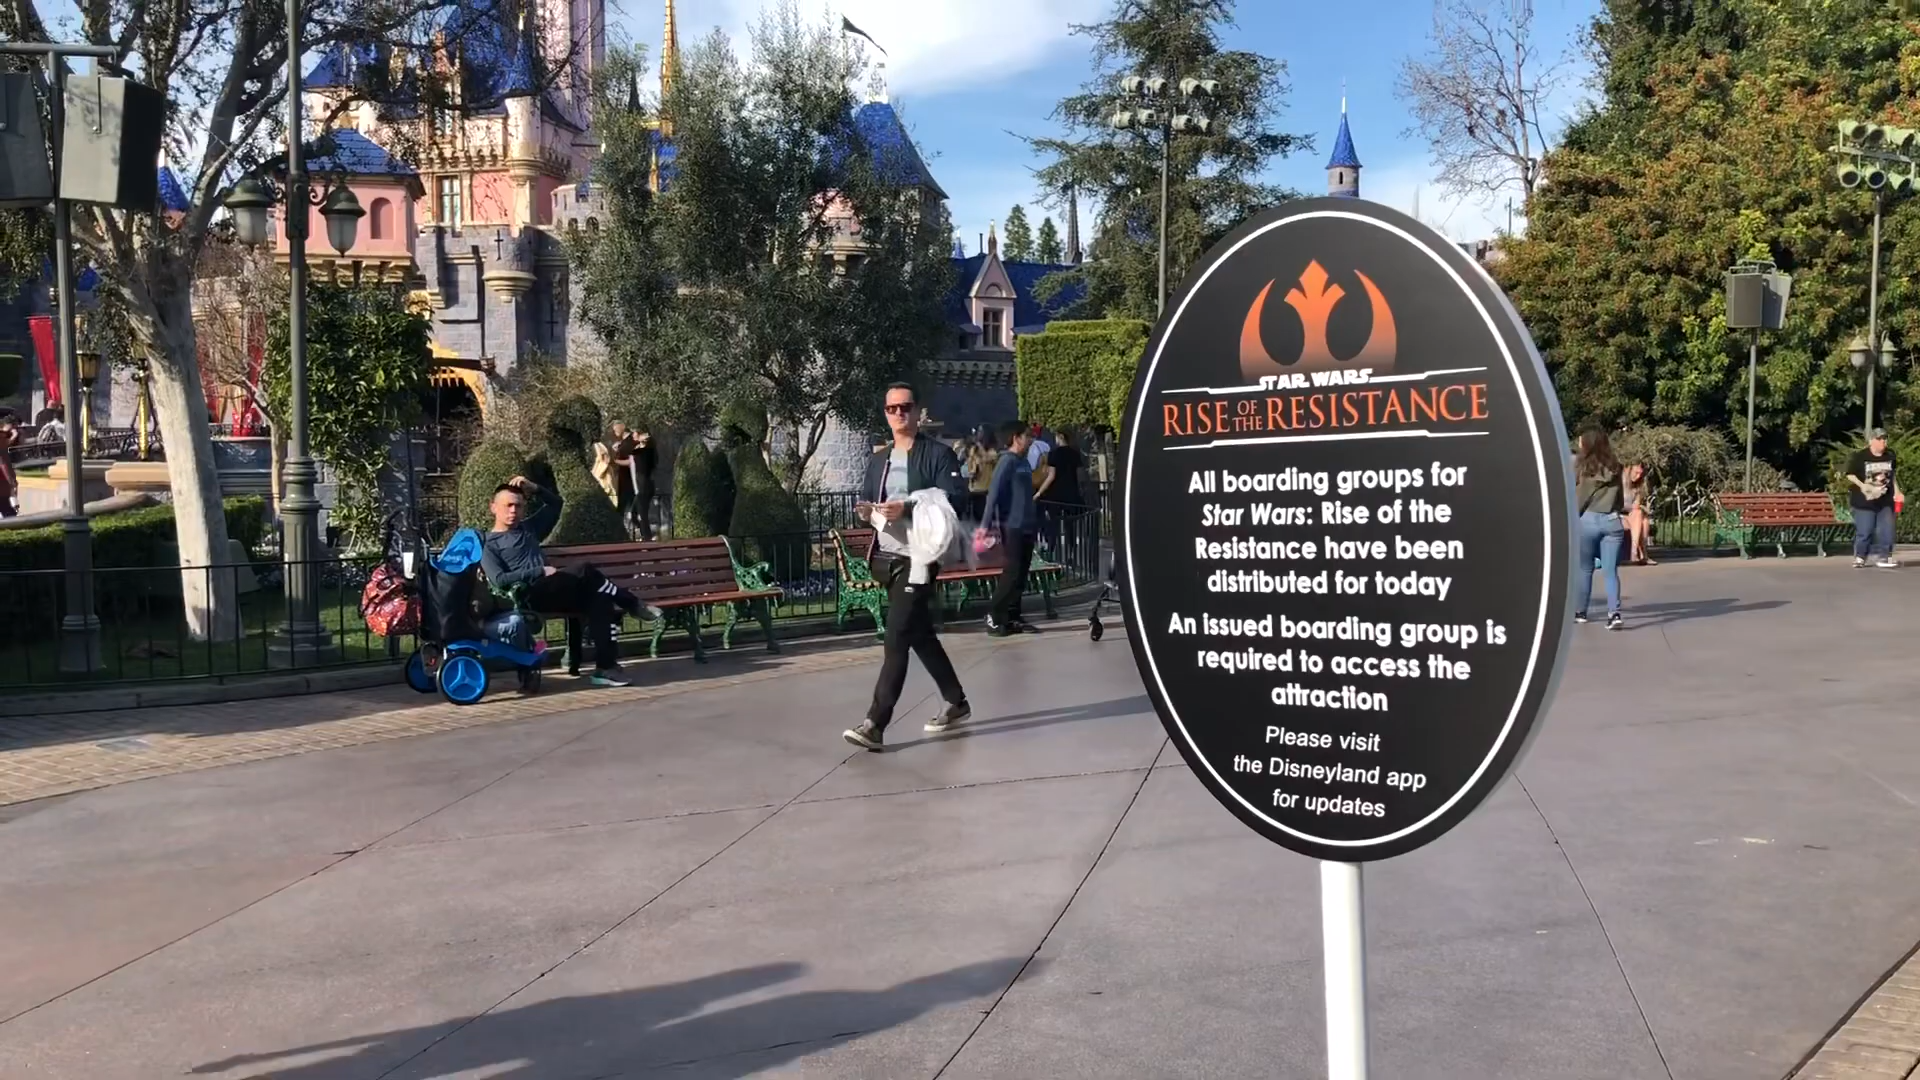 STAR WARS
RISE OF THE RESISTANCE
All boarding groups for
Star Wars: Rise of the
Resistance have been
distributed for today
An issued boarding group is
required to access the
attraction
Please visit
the Disneyland app
for updates